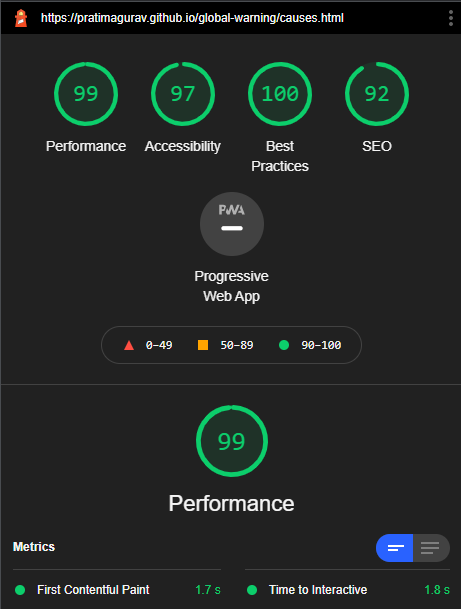 https://pratimagurav.github.io/global-warning/causes.html
99 97 100 92
Performance Accessibility Best Practices SEO
PWA
Progressive
Web App
0–49 50–89 90–100
99
Performance
Metrics
First Contentful Paint 1.7 s Time to Interactive 1.8 s